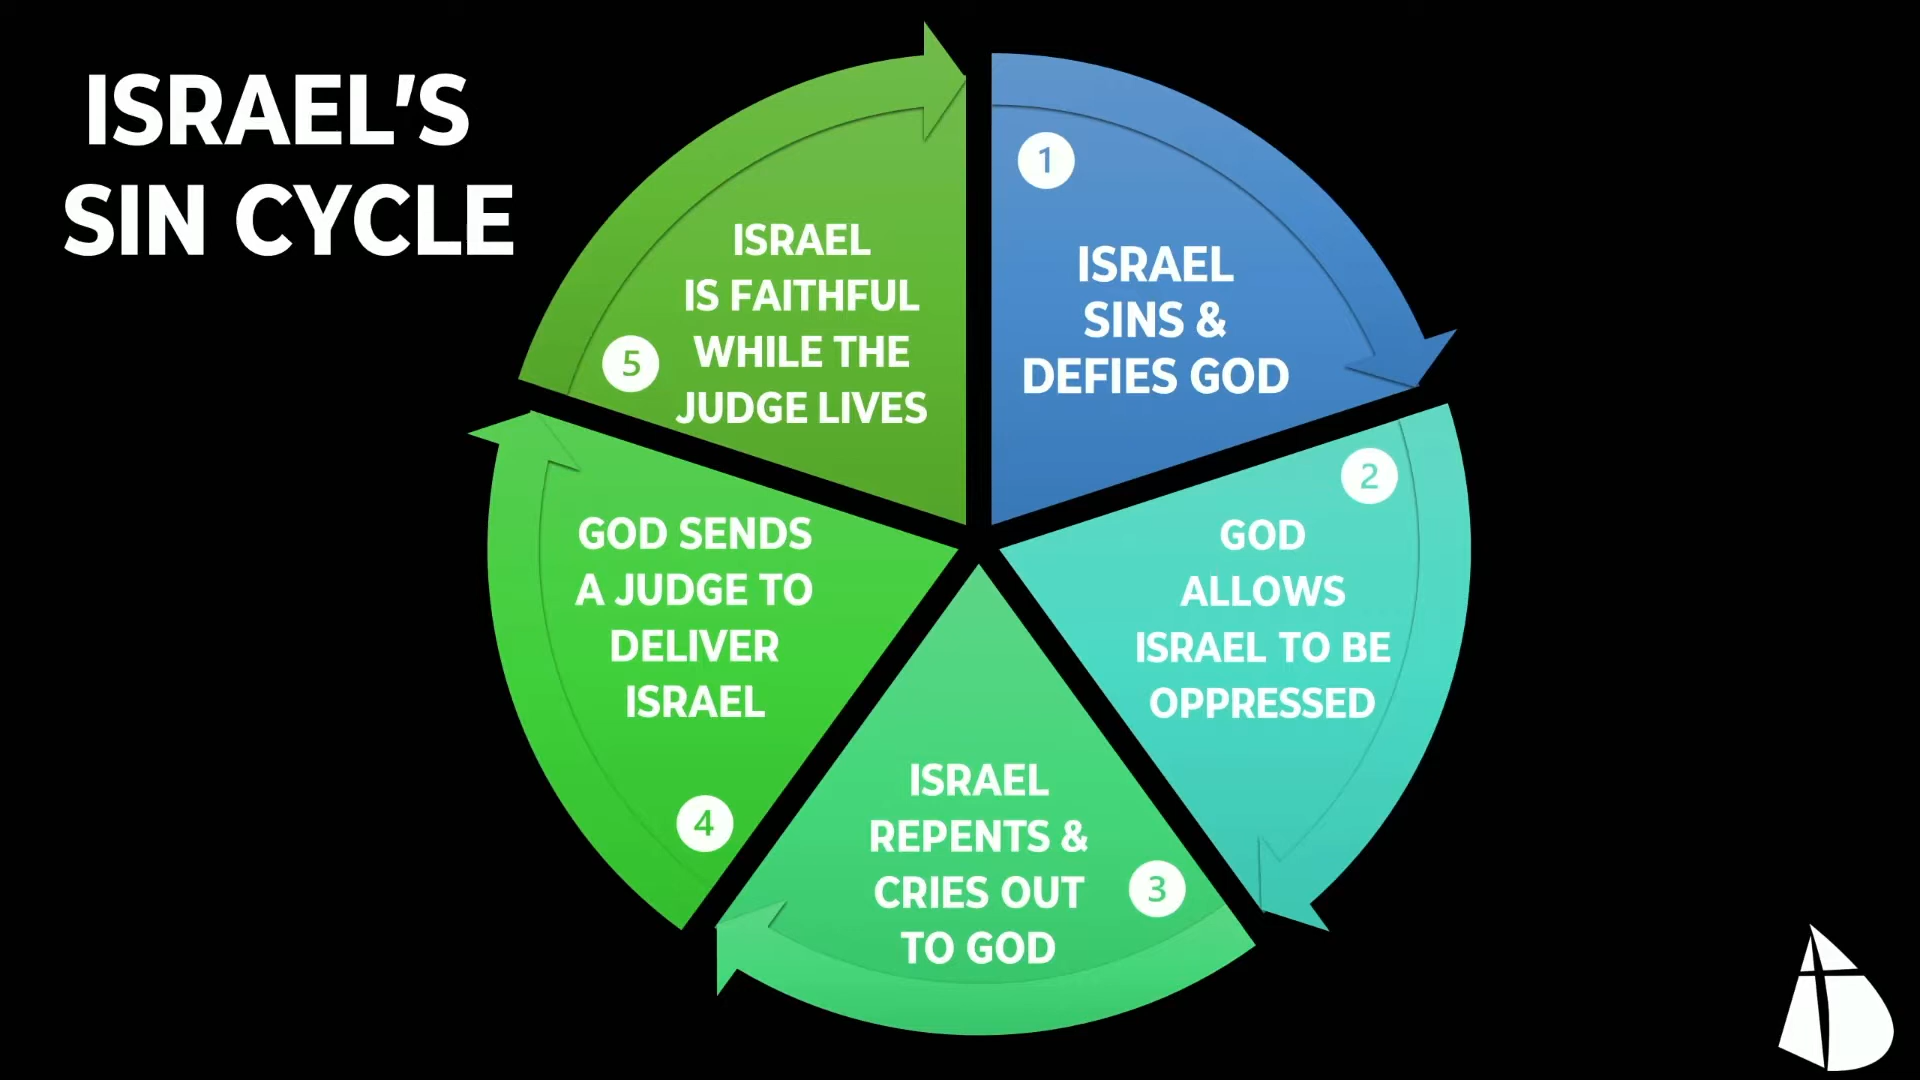 ISRAEL'S
SIN CYCLE
1
ISRAEL
SINS &
DEFIES GOD
2
GOD
ALLOWS
ISRAEL TO BE
OPPRESSED
3
ISRAEL
REPENTS &
CRIES OUT
TO GOD
4
GOD SENDS
A JUDGE TO
DELIVER
ISRAEL
5
ISRAEL
IS FAITHFUL
WHILE THE
JUDGE LIVES